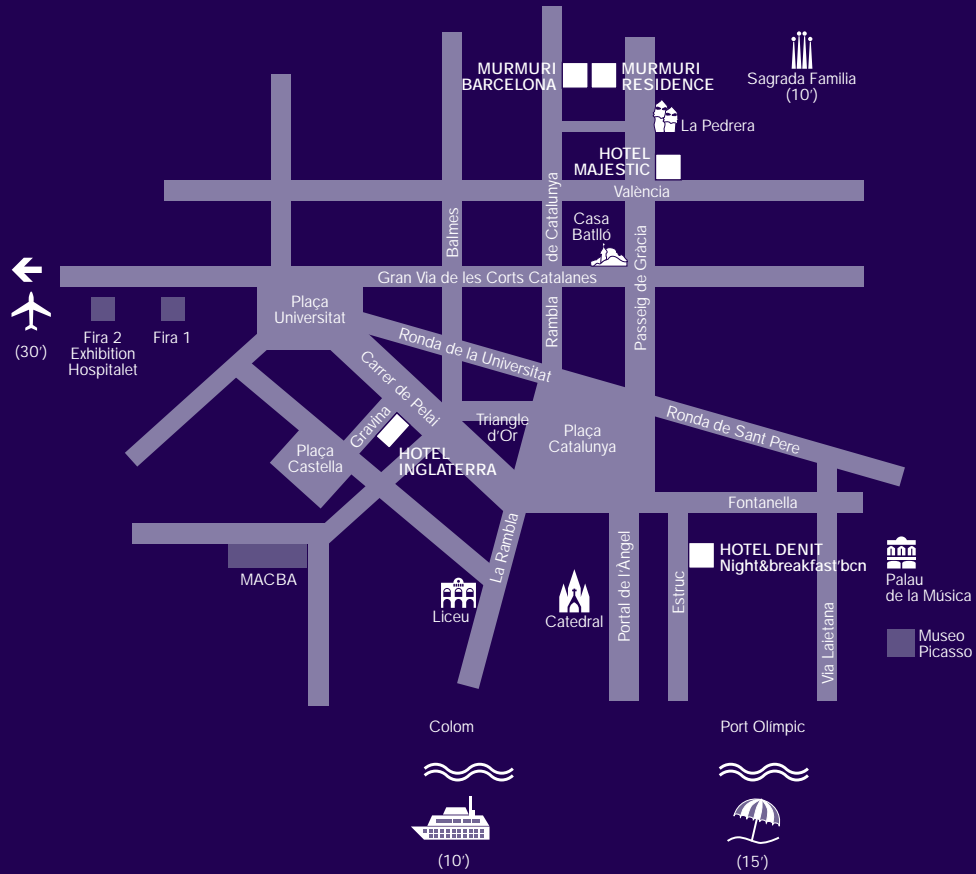 MURMURI
BARCELONA
MURMURI
RESIDENCE
Sagrada Familia
(10')
La Pedrera
HOTEL
MAJESTIC
València
Balmes
Rambla de Catalunya
Passeig de Gràcia
Casa
Batlló
Gran Via de les Corts Catalanes
(30')
Fira 2
Exhibition
Hospitalet
Fira 1
Plaça
Universitat
Ronda de la Universitat
Carrer de Pelai
Gravina
Triangle
d'Or
Plaça
Catalunya
Ronda de Sant Pere
Plaça
Castella
HOTEL
INGLATERRA
Fontanella
MACBA
La Rambla
Liceu
Catedral
Portal de l'Àngel
Estruc
HOTEL DENIT
Night&breakfast'bcn
Via Laietana
Palau
de la Música
Museo
Picasso
Colom
(10')
Port Olímpic
(15')